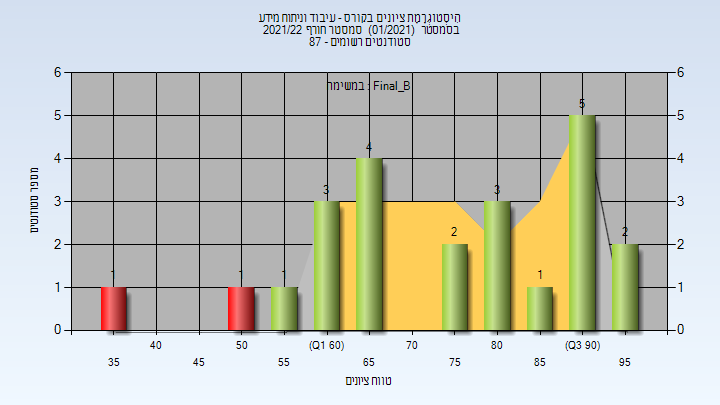 היסטוגרמת ציונים בקורס - עיבוד וניתוח מידע
בסמסטר (01/2021) סמסטר חורף 2021/22
סטודנטים רשומים - 87
במשימה : Final_B
מספר סטודנטים
6 6
5 5
4 4
3 3
2 2
1 1
0 0
1 1 1 3 4 2 3 1 5 2
40 50 (Q1 60) 70 80 (Q3 90)
35 45 55 65 75 85 95
טווח ציונים